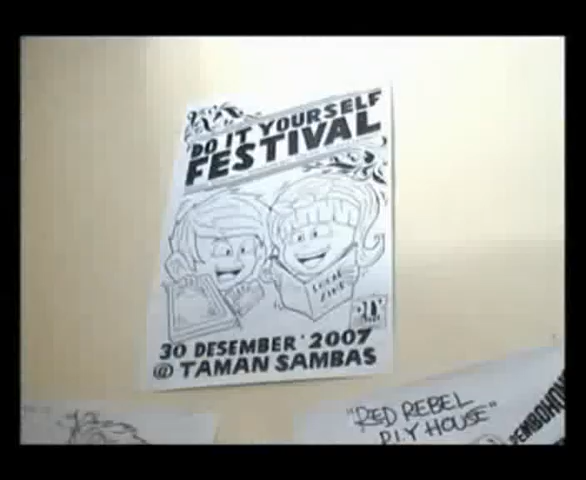 DO IT YOURSELF
FESTIVAL
LOCAL
ZINE
DIY
30 DESEMBER' 2007
@ TAMAN SAMBAS
"RED REBEL
D.I.Y HOUSE"